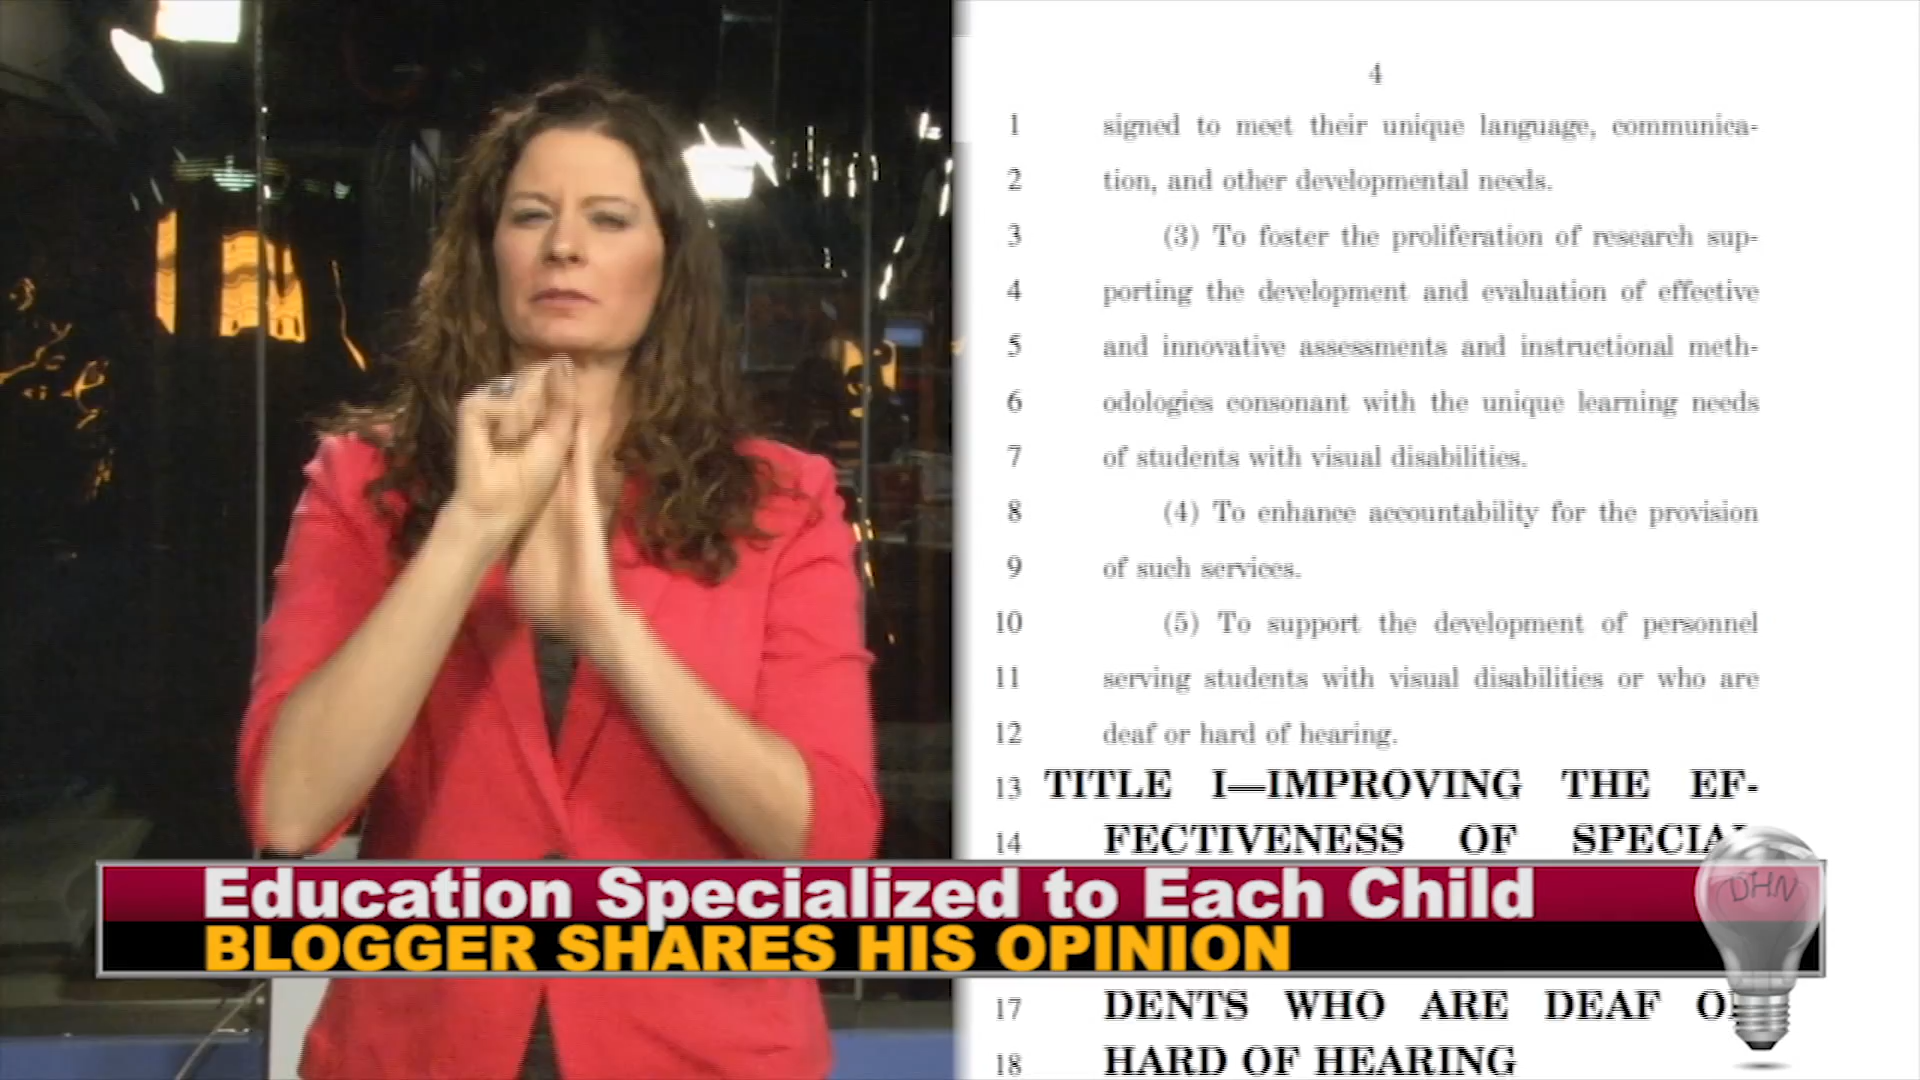 4
1 signed to meet their unique language, communica-
2 tion, and other developmental needs.
3 (3) To foster the proliferation of research sup-
4 porting the development and evaluation of effective
5 and innovative assessments and instructional meth-
6 odologies consonant with the unique learning needs
7 of students with visual disabilities.
8 (4) To enhance accountability for the provision
9 of such services.
10 (5) To support the development of personnel
11 serving students with visual disabilities or who are
12 deaf or hard of hearing.
13 TITLE I—IMPROVING THE EF-
14 FECTIVENESS OF SPECIAL
Education Specialized to Each Child
BLOGGER SHARES HIS OPINION
DHN
17 DENTS WHO ARE DEAF O
18 HARD OF HEARING